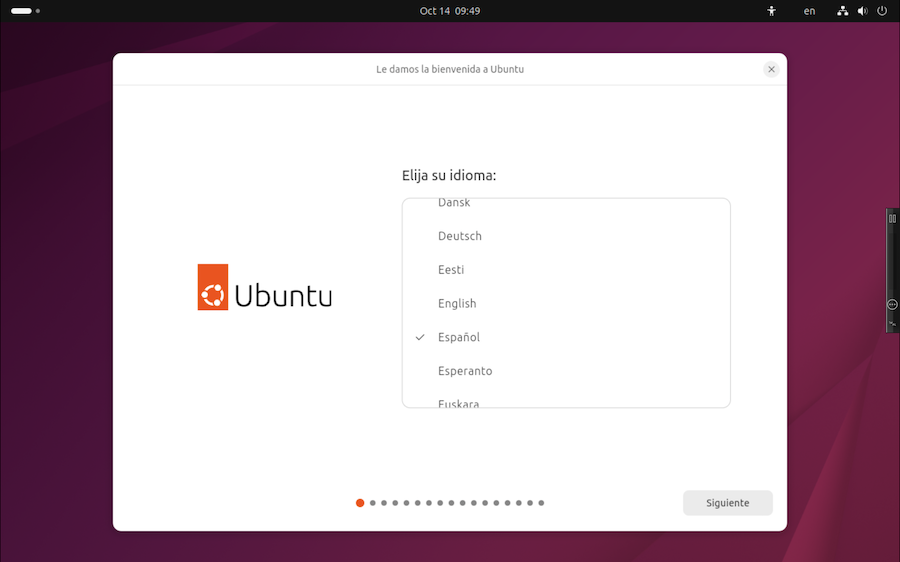 Oct 14 09:49
en
Le damos la bienvenida a Ubuntu
Elija su idioma:
Dansk
Deutsch
Eesti
English
Español
Esperanto
Euskara
Ubuntu
Siguiente